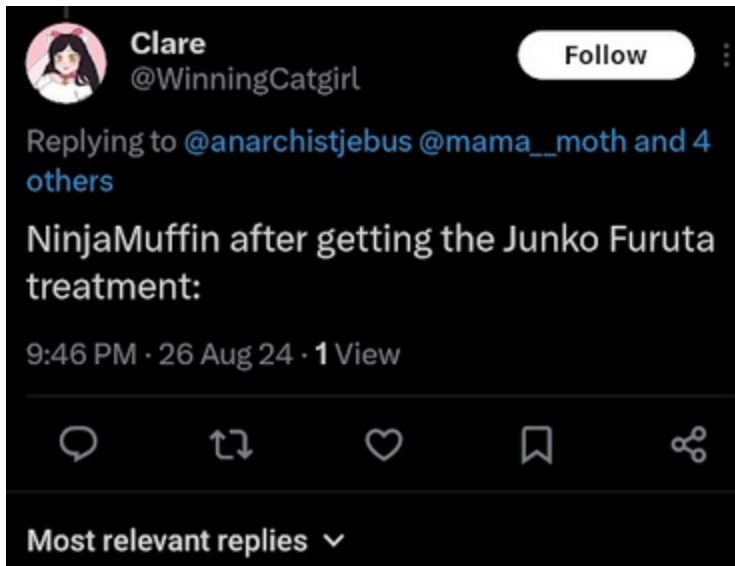 Clare
Follow
@WinningCatgirl
Replying to @anarchistjebus @mama__moth and 4
others
NinjaMuffin after getting the Junko Furuta
treatment:
9:46 PM · 26 Aug 24 · 1 View
Most relevant replies